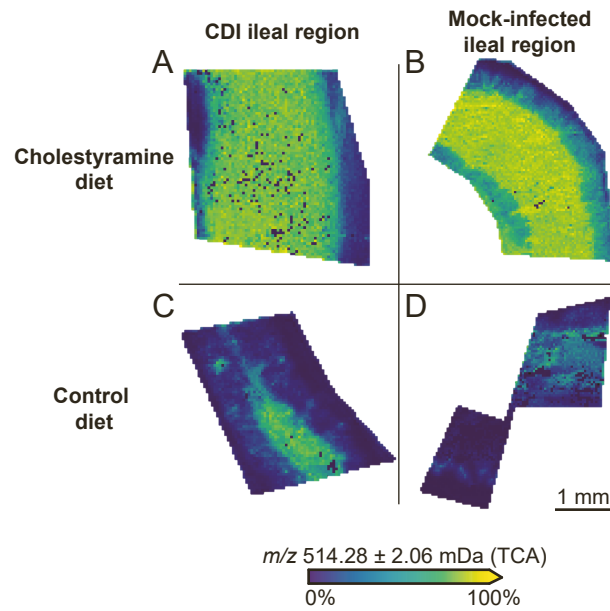 CDI ileal region
Mock-infected
ileal region
A
B
Cholestyramine
diet
C
D
Control
diet
1 mm
m/z 514.28 ± 2.06 mDa (TCA)
0%
100%